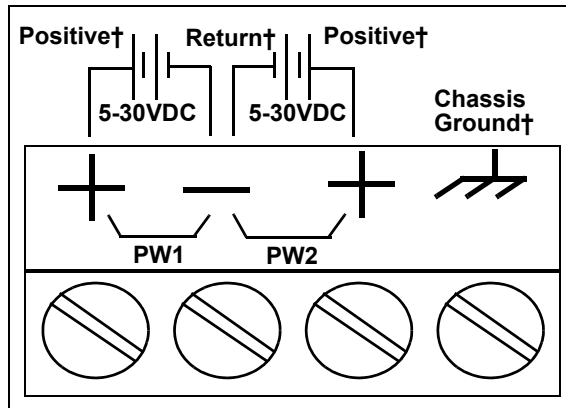 Positive† Return† Positive†
5-30VDC 5-30VDC
Chassis
Ground†
PW1 PW2